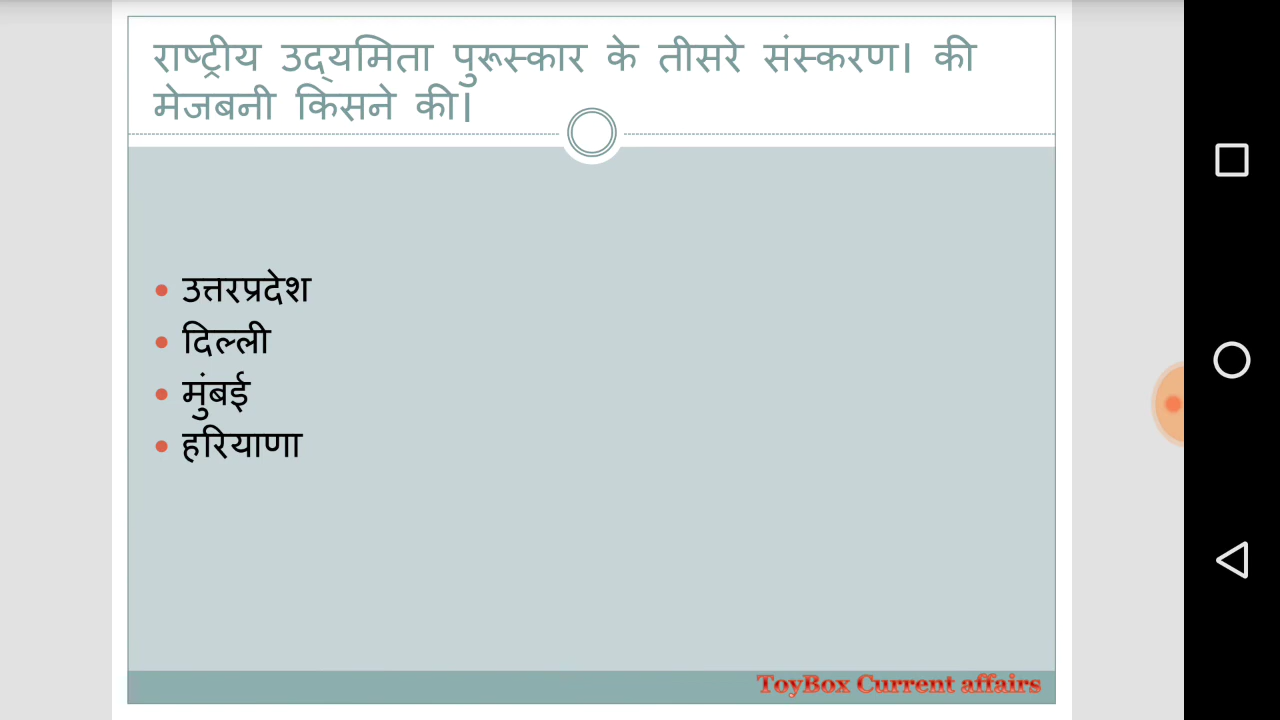 राष्ट्रीय उद्यमिता पुरूस्कार के तीसरे संस्करण। की
मेजबनी किसने की।
उत्तरप्रदेश
दिल्ली
मुंबई
हरियाणा
ToyBox Current affairs